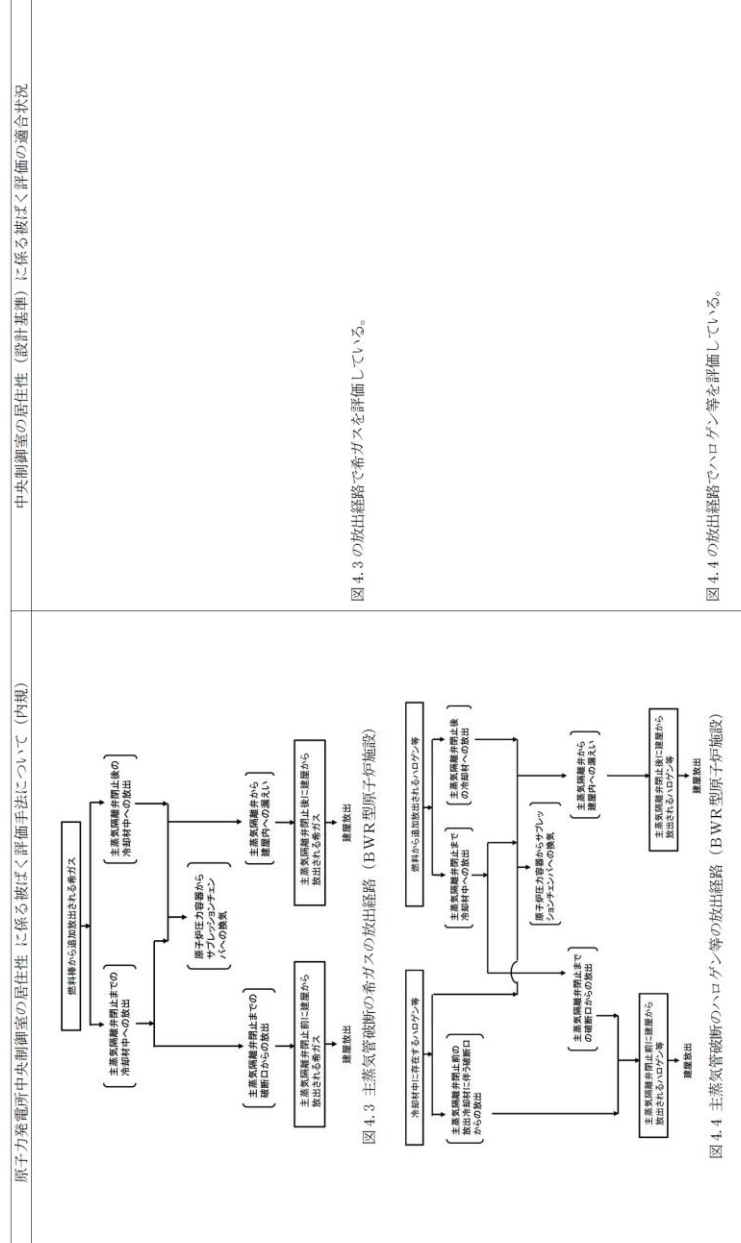 原子力発電所中央制御室の居住性に係る被ばく評価手法について（内規）
中央制御室の居住性（設計基準）に係る被ばく評価の適合状況
燃料棒から追加放出される希ガス
主蒸気隔離弁閉止までの
冷却材中への放出
主蒸気隔離弁閉止後の
冷却材中への放出
原子炉圧力容器から
サプレッションチェン
バへの換気
主蒸気隔離弁閉止までの
破断口からの放出
主蒸気隔離弁から
建屋内への漏えい
主蒸気隔離弁閉止前に建屋から
放出される希ガス
主蒸気隔離弁閉止後に建屋から
放出される希ガス
建屋放出
建屋放出
図4.3 主蒸気管破断の希ガスの放出経路（BWR型原子炉施設）
図4.3の放出経路で希ガスを評価している。
冷却材中に存在するハロゲン等
燃料から追加放出されるハロゲン等
主蒸気隔離弁閉止前の
放出冷却材に伴う破断口
からの放出
主蒸気隔離弁閉止まで
冷却材中への放出
主蒸気隔離弁閉止後
の冷却材への放出
原子炉圧力容器からサプレッ
ションチェンバへの換気
主蒸気隔離弁閉止まで
の破断口からの放出
主蒸気隔離弁から
建屋内への漏えい
主蒸気隔離弁閉止前に建屋から
放出されるハロゲン等
主蒸気隔離弁閉止後に建屋から
放出されるハロゲン等
建屋放出
建屋放出
図4.4 主蒸気管破断のハロゲン等の放出経路（BWR型原子炉施設）
図4.4の放出経路でハロゲン等を評価している。